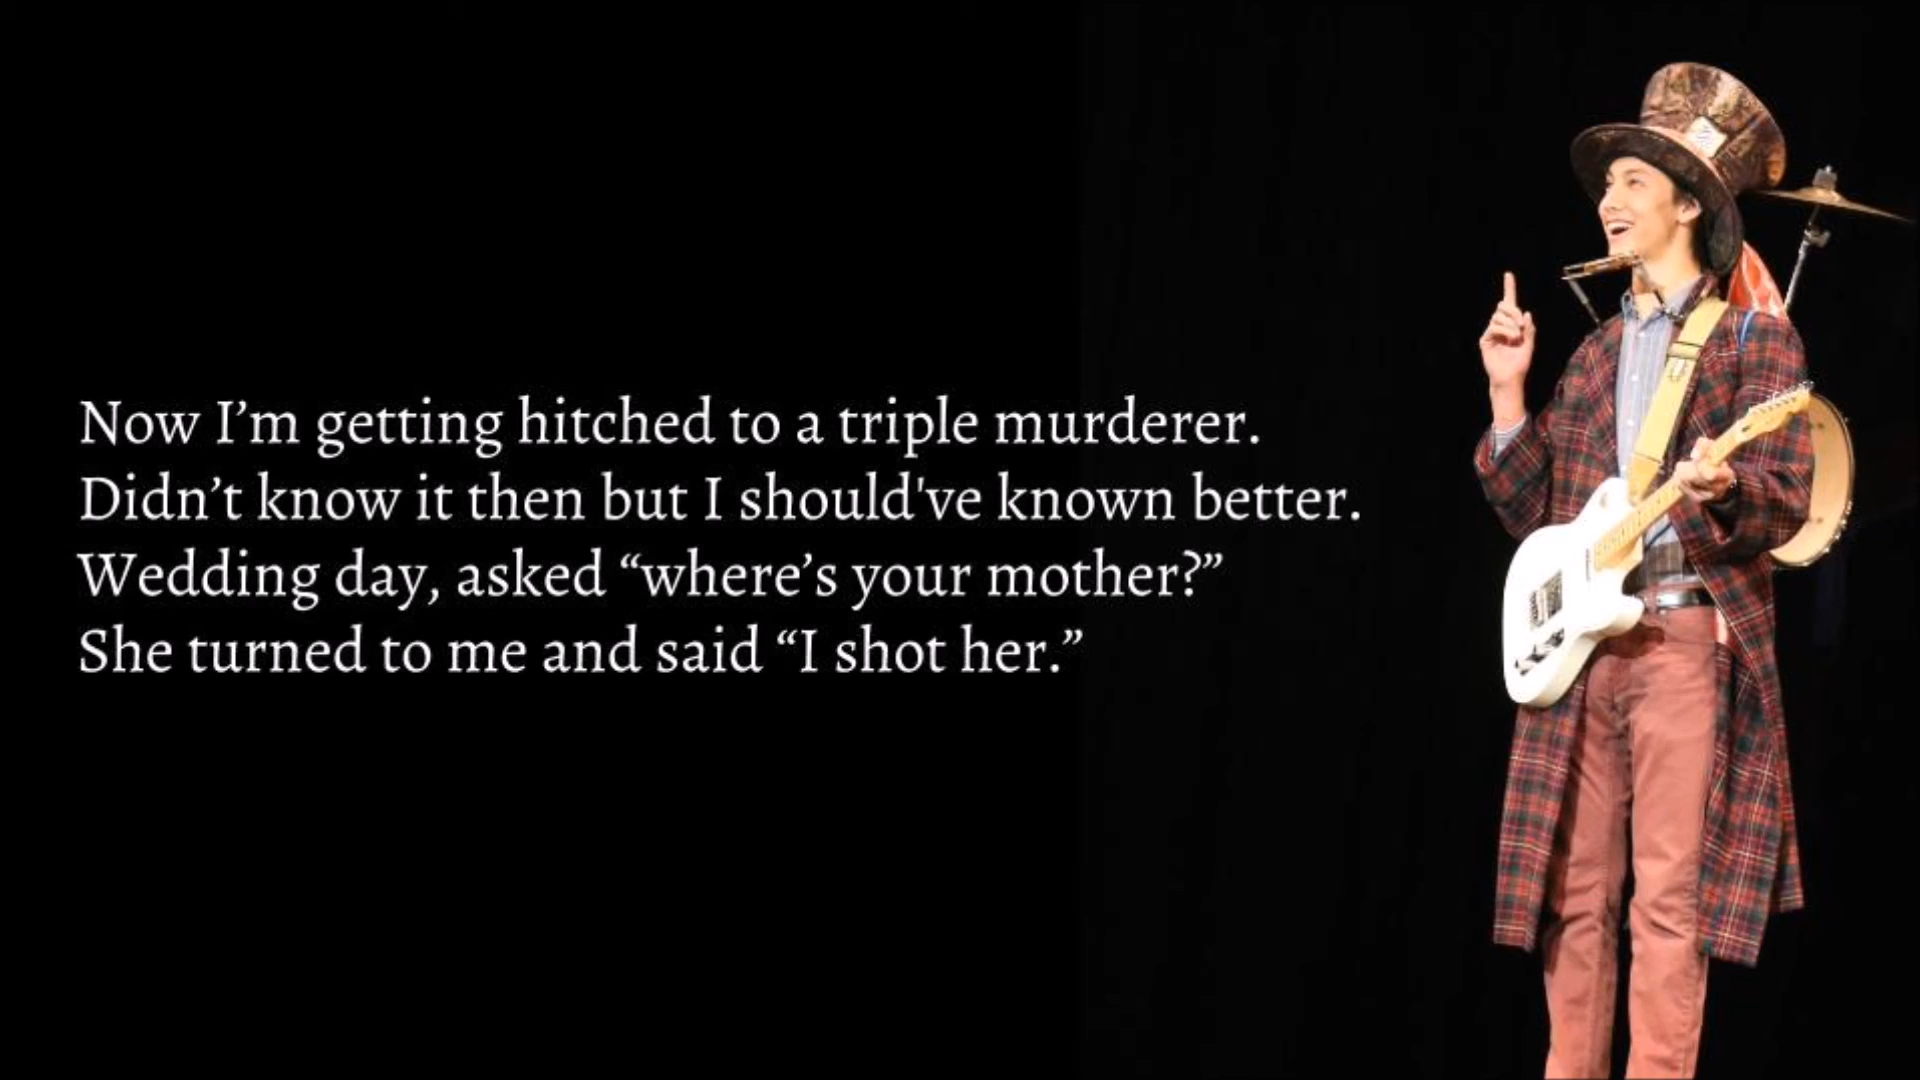 Now I’m getting hitched to a triple murderer.
Didn’t know it then but I should've known better.
Wedding day, asked “where’s your mother?”
She turned to me and said “I shot her.”